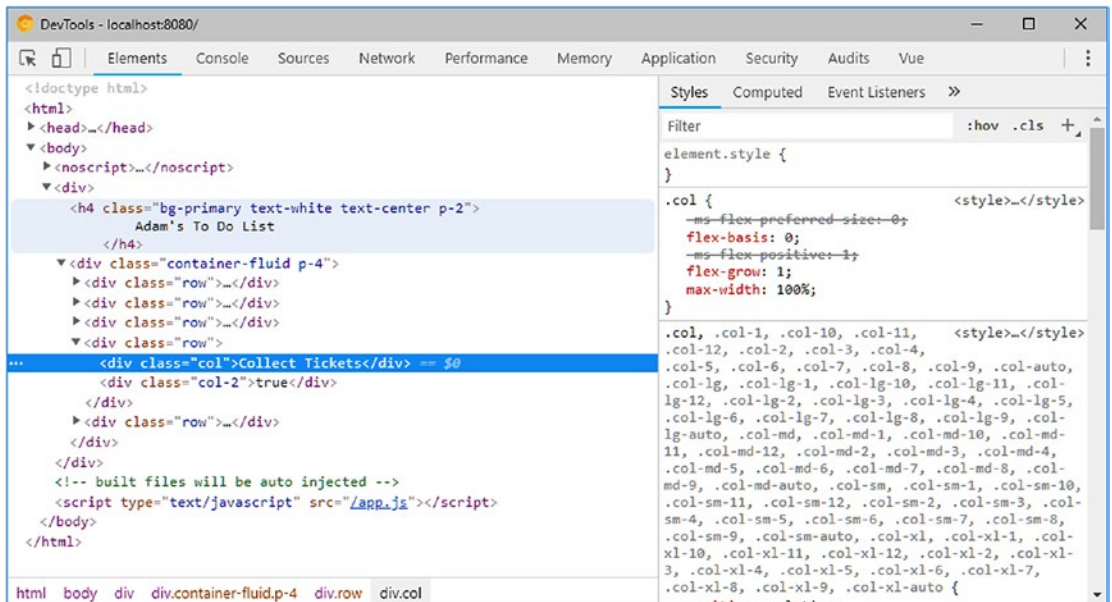 DevTools - localhost:8080/
Elements Console Sources Network Performance Memory Application Security Audits Vue
<!doctype html>
<html>
<head>…</head>
<body>
<noscript>…</noscript>
<div>
<h4 class="bg-primary text-white text-center p-2">
Adam's To Do List
</h4>
<div class="container-fluid p-4">
<div class="row">…</div>
<div class="row">…</div>
<div class="row">…</div>
<div class="row">
<div class="col">Collect Tickets</div> == $0
<div class="col-2">true</div>
</div>
<div class="row">…</div>
</div>
</div>
<!-- built files will be auto injected -->
<script type="text/javascript" src="/app.js"></script>
</body>
</html>
html body div div.container-fluid.p-4 div.row div.col
Styles Computed Event Listeners »
Filter :hov .cls +
element.style {
}
.col { <style>…</style>
-ms-flex-preferred-size: 0;
flex-basis: 0;
-ms-flex-positive: 1;
flex-grow: 1;
max-width: 100%;
}
.col, .col-1, .col-10, .col-11, <style>…</style>
.col-12, .col-2, .col-3, .col-4,
.col-5, .col-6, .col-7, .col-8, .col-9, .col-auto,
.col-lg, .col-lg-1, .col-lg-10, .col-lg-11, .col-
lg-12, .col-lg-2, .col-lg-3, .col-lg-4, .col-lg-5,
.col-lg-6, .col-lg-7, .col-lg-8, .col-lg-9, .col-
lg-auto, .col-md, .col-md-1, .col-md-10, .col-md-
11, .col-md-12, .col-md-2, .col-md-3, .col-md-4,
.col-md-5, .col-md-6, .col-md-7, .col-md-8, .col-
md-9, .col-md-auto, .col-sm, .col-sm-1, .col-sm-10,
.col-sm-11, .col-sm-12, .col-sm-2, .col-sm-3, .col-
sm-4, .col-sm-5, .col-sm-6, .col-sm-7, .col-sm-8,
.col-sm-9, .col-sm-auto, .col-xl, .col-xl-1, .col-
xl-10, .col-xl-11, .col-xl-12, .col-xl-2, .col-xl-
3, .col-xl-4, .col-xl-5, .col-xl-6, .col-xl-7,
.col-xl-8, .col-xl-9, .col-xl-auto {